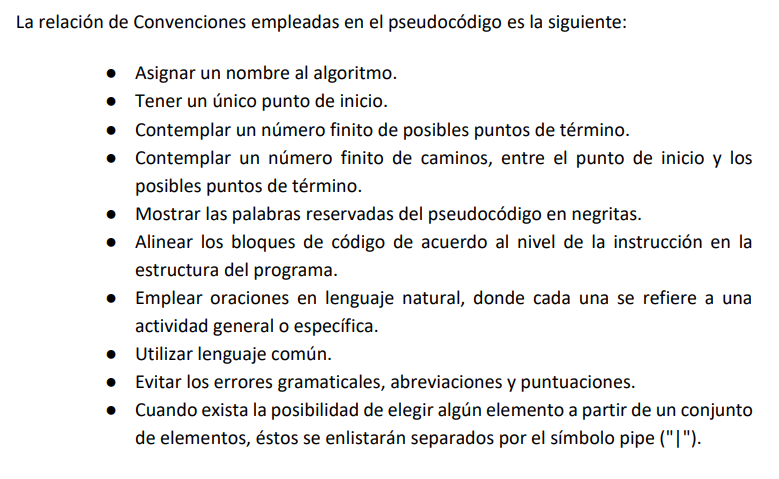 La relación de Convenciones empleadas en el pseudocódigo es la siguiente:
● Asignar un nombre al algoritmo.
● Tener un único punto de inicio.
● Contemplar un número finito de posibles puntos de término.
● Contemplar un número finito de caminos, entre el punto de inicio y los
posibles puntos de término.
● Mostrar las palabras reservadas del pseudocódigo en negritas.
● Alinear los bloques de código de acuerdo al nivel de la instrucción en la
estructura del programa.
● Emplear oraciones en lenguaje natural, donde cada una se refiere a una
actividad general o específica.
● Utilizar lenguaje común.
● Evitar los errores gramaticales, abreviaciones y puntuaciones.
● Cuando exista la posibilidad de elegir algún elemento a partir de un conjunto
de elementos, éstos se enlistarán separados por el símbolo pipe ("|").